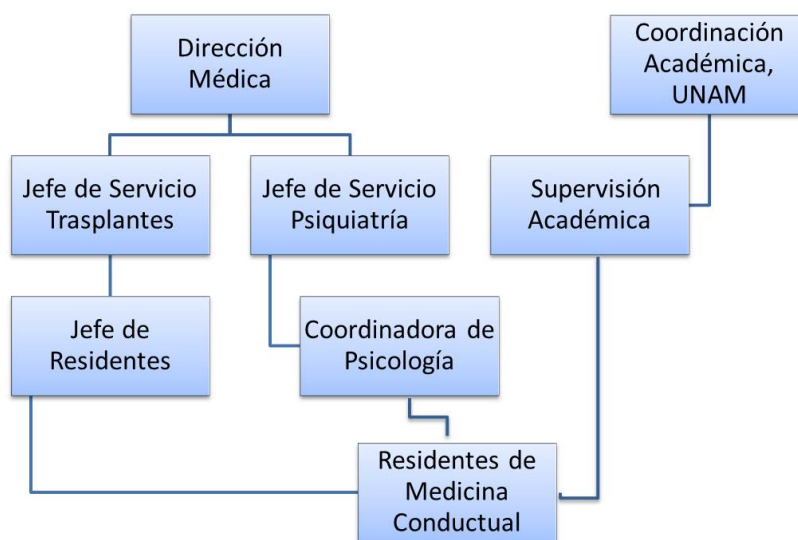 Dirección
Médica
Coordinación
Académica,
UNAM
Jefe de Servicio
Trasplantes
Jefe de Servicio
Psiquiatría
Supervisión
Académica
Jefe de
Residentes
Coordinadora de
Psicología
Residentes de
Medicina
Conductual